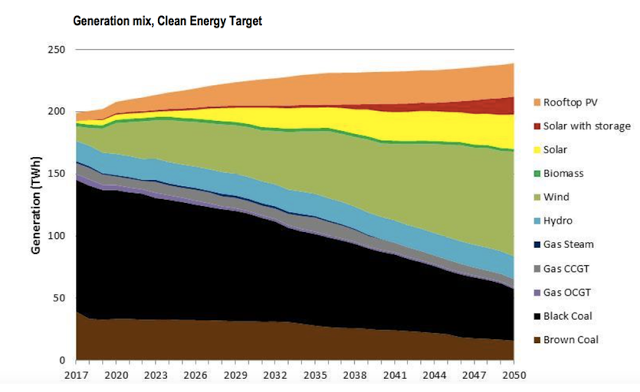 Generation mix, Clean Energy Target
250
200
150
100
50
0
Generation (TWh)
2017
2020
2023
2026
2029
2032
2035
2038
2041
2044
2047
2050
Rooftop PV
Solar with storage
Solar
Biomass
Wind
Hydro
Gas Steam
Gas CCGT
Gas OCGT
Black Coal
Brown Coal